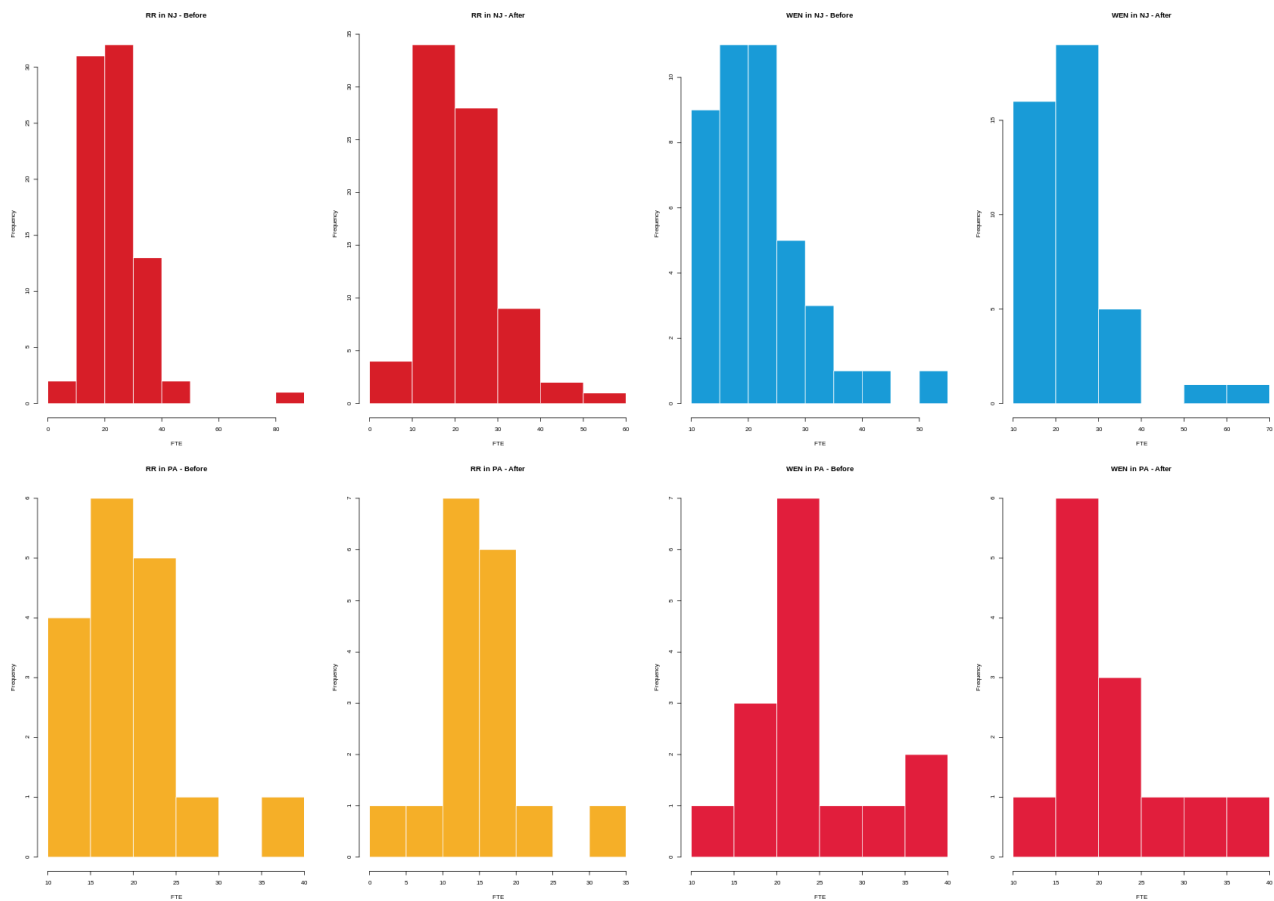 RR in NJ - Before
RR in NJ - After
WEN in NJ - Before
WEN in NJ - After
Frequency
0 5 10 15 20 25 30
0 20 40 60 80
FTE
Frequency
0 5 10 15 20 25 30 35
0 10 20 30 40 50 60
FTE
Frequency
0 2 4 6 8 10
10 20 30 40 50
FTE
Frequency
0 5 10 15
10 20 30 40 50 60 70
FTE
RR in PA - Before
RR in PA - After
WEN in PA - Before
WEN in PA - After
Frequency
0 1 2 3 4 5 6
10 15 20 25 30 35 40
FTE
Frequency
0 1 2 3 4 5 6 7
0 5 10 15 20 25 30 35
FTE
Frequency
0 1 2 3 4 5 6 7
10 15 20 25 30 35 40
FTE
Frequency
0 1 2 3 4 5 6
10 15 20 25 30 35 40
FTE